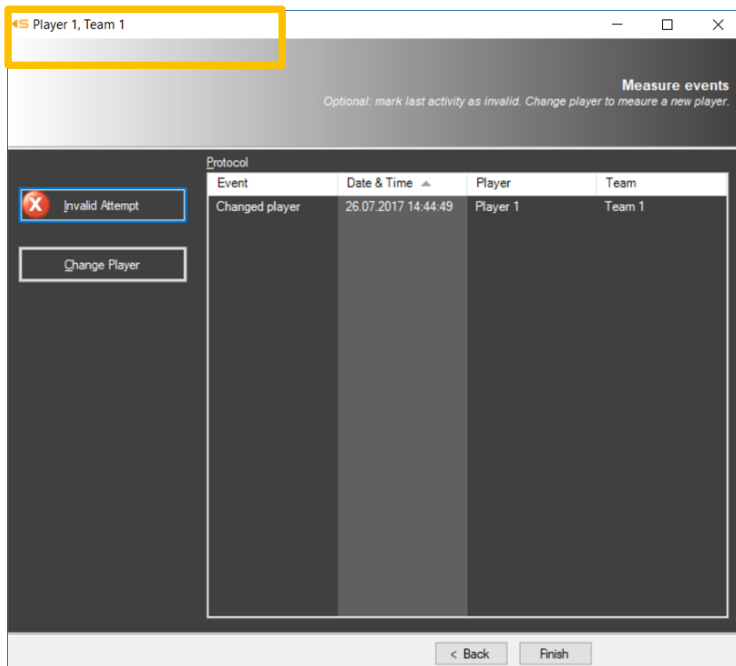 Player 1, Team 1
Measure events
Optional: mark last activity as invalid. Change player to meaure a new player.
Protocol
Event Date & Time Player Team
Invalid Attempt
Changed player 26.07.2017 14:44:49 Player 1 Team 1
Change Player
< Back Finish